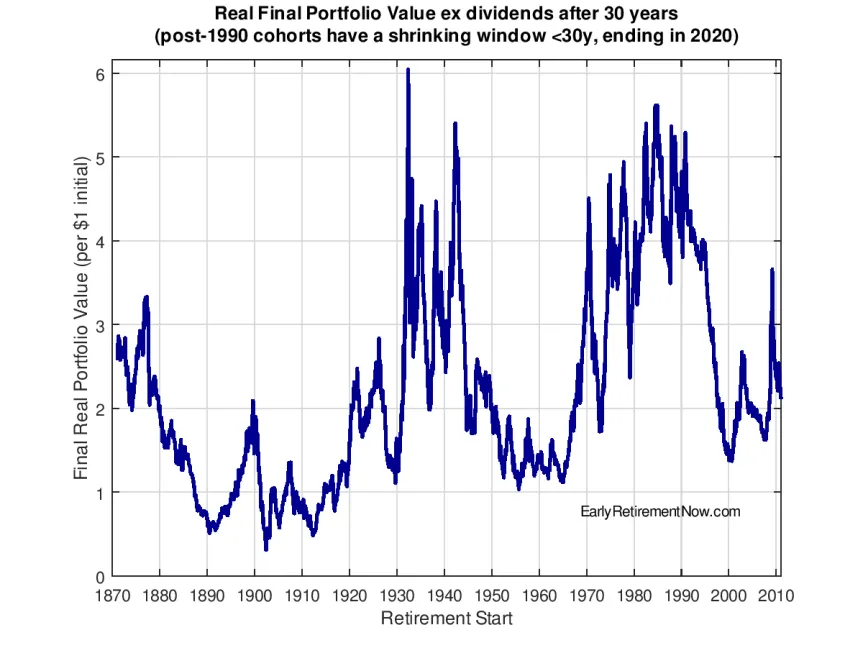 Real Final Portfolio Value ex dividends after 30 years
(post-1990 cohorts have a shrinking window <30y, ending in 2020)
Final Real Portfolio Value (per $1 initial)
6
5
4
3
2
1
0
EarlyRetirementNow.com
1870 1880 1890 1900 1910 1920 1930 1940 1950 1960 1970 1980 1990 2000 2010
Retirement Start